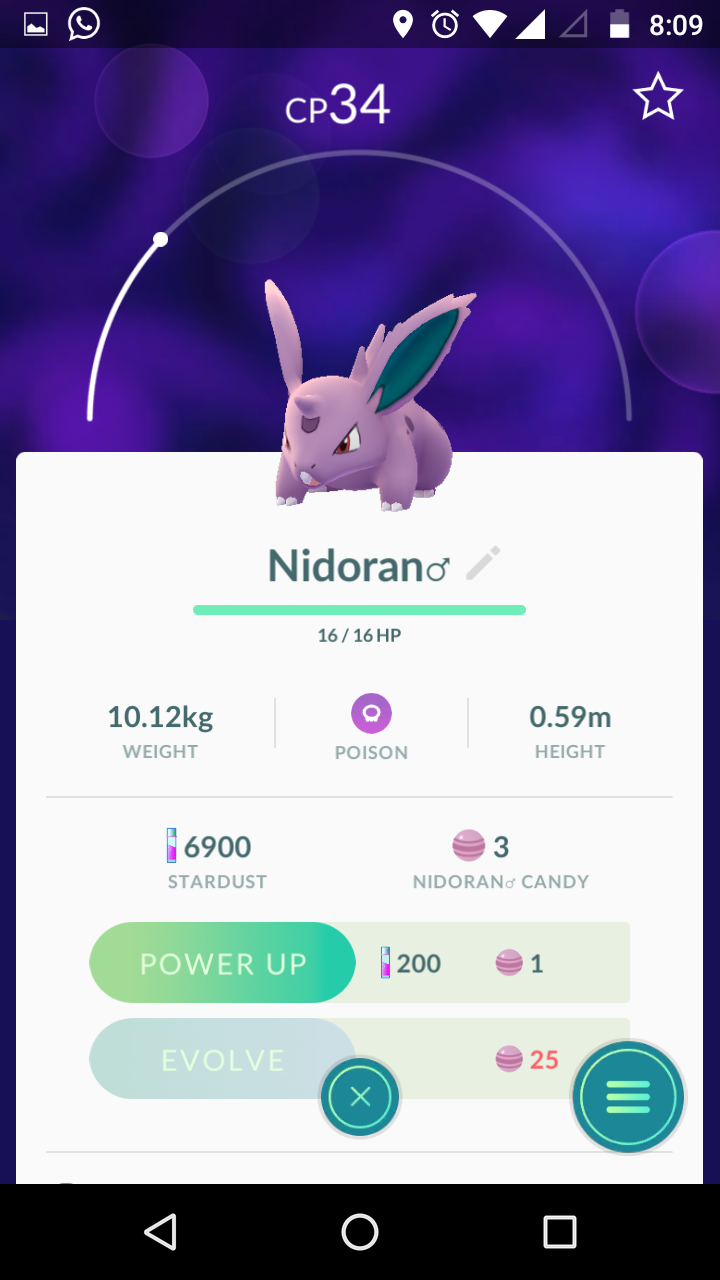 8:09
CP34
Nidoran♂
16 / 16 HP
10.12kg
WEIGHT
POISON
0.59m
HEIGHT
6900
STARDUST
3
NIDORAN♂ CANDY
POWER UP 200 1
EVOLVE 25